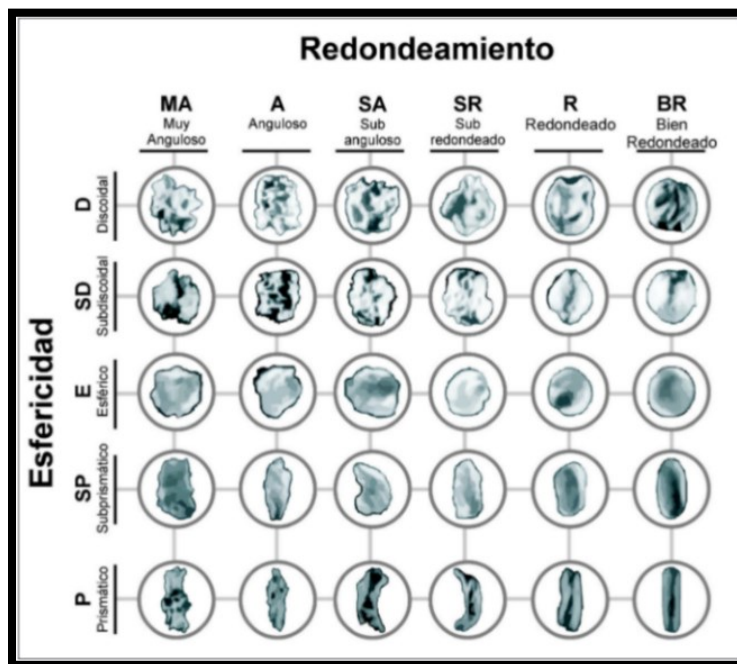 Redondeamiento
MA A SA SR R BR
Muy Anguloso Sub Sub Redondeado Bien
Anguloso anguloso redondeado Redondeado
Esfericidad
D
Discoidal
SD
Subdiscoidal
E
Esférico
SP
Subprismático
P
Prismático